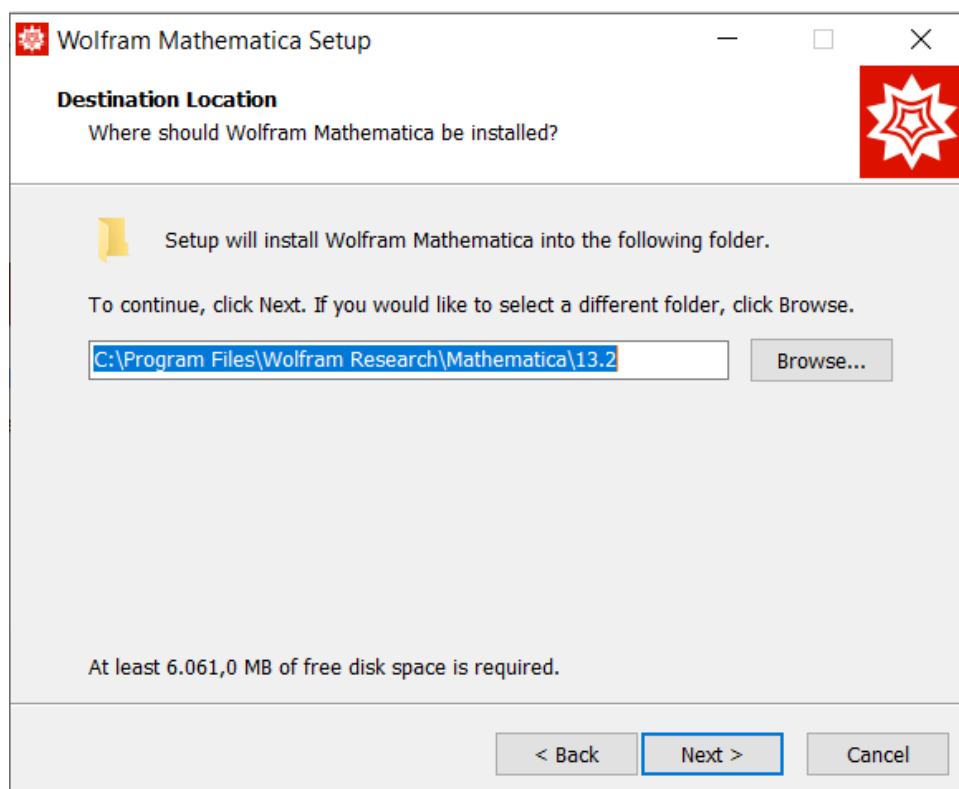 Wolfram Mathematica Setup
Destination Location
Where should Wolfram Mathematica be installed?
Setup will install Wolfram Mathematica into the following folder.
To continue, click Next. If you would like to select a different folder, click Browse.
C:\Program Files\Wolfram Research\Mathematica\13.2
Browse...
At least 6.061,0 MB of free disk space is required.
< Back
Next >
Cancel